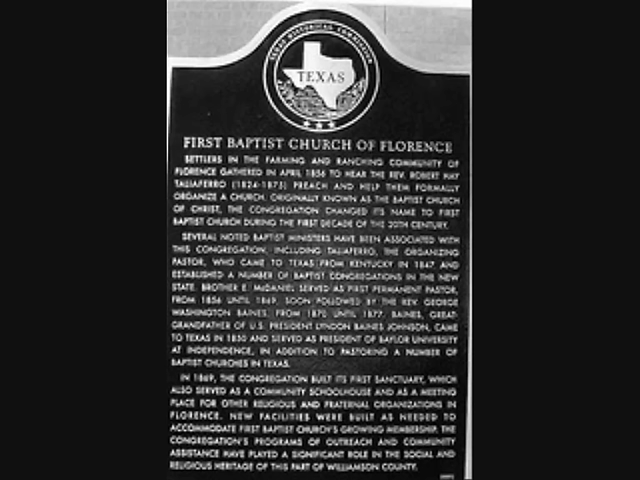 TEXAS HISTORICAL COMMISSION
TEXAS
FIRST BAPTIST CHURCH OF FLORENCE
SETTLERS IN THE FARMING AND RANCHING COMMUNITY OF
FLORENCE GATHERED IN APRIL 1856 TO HEAR THE REV. ROBERT HAY
TALIAFERRO (1824-1875) PREACH AND HELP THEM FORMALLY
ORGANIZE A CHURCH. ORIGINALLY KNOWN AS THE BAPTIST CHURCH
OF CHRIST, THE CONGREGATION CHANGED ITS NAME TO FIRST
BAPTIST CHURCH DURING THE FIRST DECADE OF THE 20TH CENTURY.
SEVERAL NOTED BAPTIST MINISTERS HAVE BEEN ASSOCIATED WITH
THIS CONGREGATION, INCLUDING TALIAFERRO, THE ORGANIZING
PASTOR, WHO CAME TO TEXAS FROM KENTUCKY IN 1847 AND
ESTABLISHED A NUMBER OF BAPTIST CONGREGATIONS IN THE NEW
STATE. BROTHER E. McDANIEL SERVED AS FIRST PERMANENT PASTOR,
FROM 1856 UNTIL 1869, SOON FOLLOWED BY THE REV. GEORGE
WASHINGTON BAINES, FROM 1870 UNTIL 1877. BAINES, GREAT-
GRANDFATHER OF U.S. PRESIDENT LYNDON BAINES JOHNSON, CAME
TO TEXAS IN 1850 AND SERVED AS PRESIDENT OF BAYLOR UNIVERSITY
AT INDEPENDENCE, IN ADDITION TO PASTORING A NUMBER OF
BAPTIST CHURCHES IN TEXAS.
IN 1869, THE CONGREGATION BUILT ITS FIRST SANCTUARY, WHICH
ALSO SERVED AS A COMMUNITY SCHOOLHOUSE AND AS A MEETING
PLACE FOR OTHER RELIGIOUS AND FRATERNAL ORGANIZATIONS IN
FLORENCE. NEW FACILITIES WERE BUILT AS NEEDED TO
ACCOMMODATE FIRST BAPTIST CHURCH'S GROWING MEMBERSHIP. THE
CONGREGATION'S PROGRAMS OF OUTREACH AND COMMUNITY
ASSISTANCE HAVE PLAYED A SIGNIFICANT ROLE IN THE SOCIAL AND
RELIGIOUS HERITAGE OF THIS PART OF WILLIAMSON COUNTY.